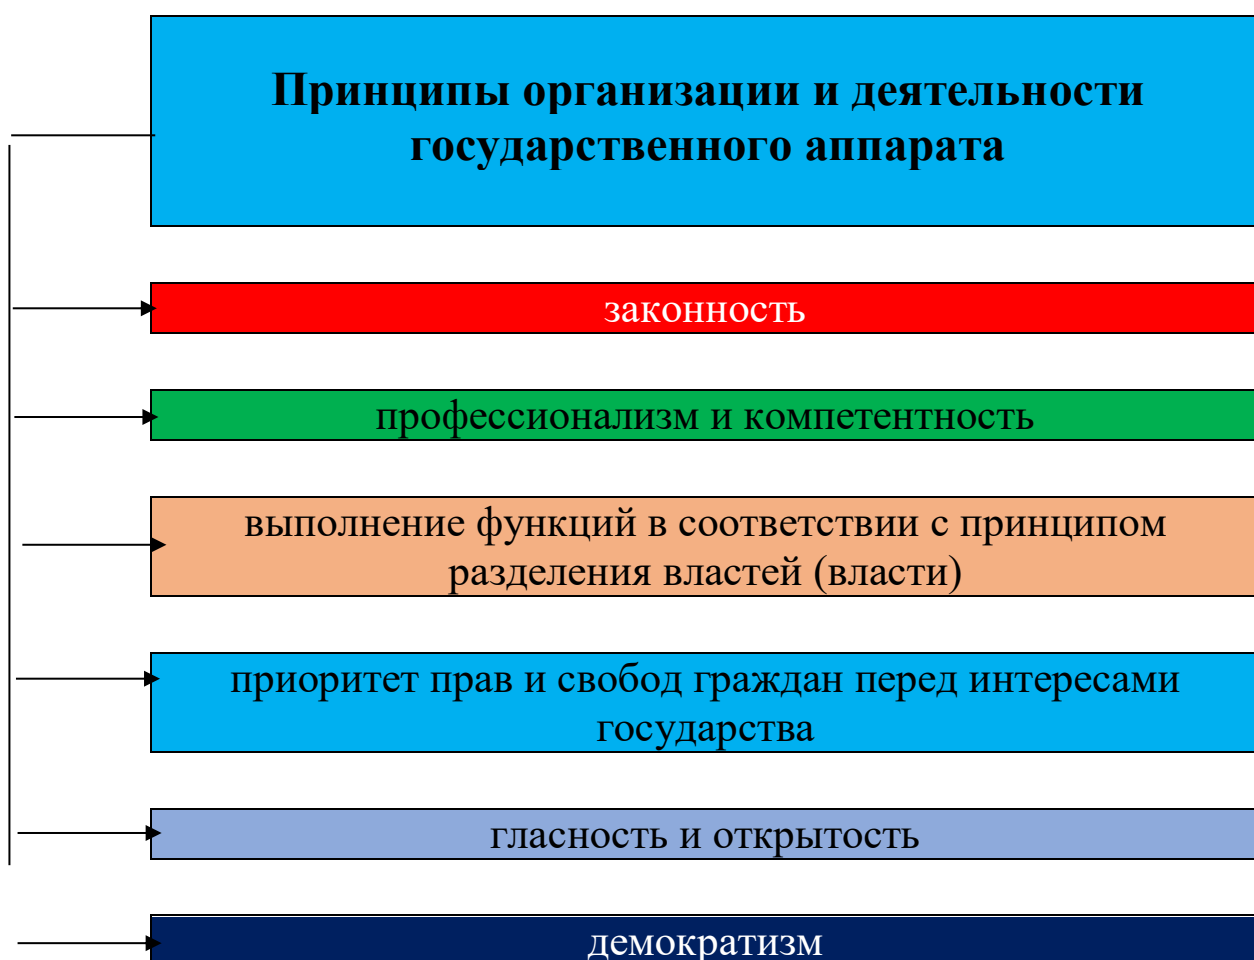 Принципы организации и деятельности
государственного аппарата
законность
профессионализм и компетентность
выполнение функций в соответствии с принципом
разделения властей (власти)
приоритет прав и свобод граждан перед интересами
государства
гласность и открытость
демократизм